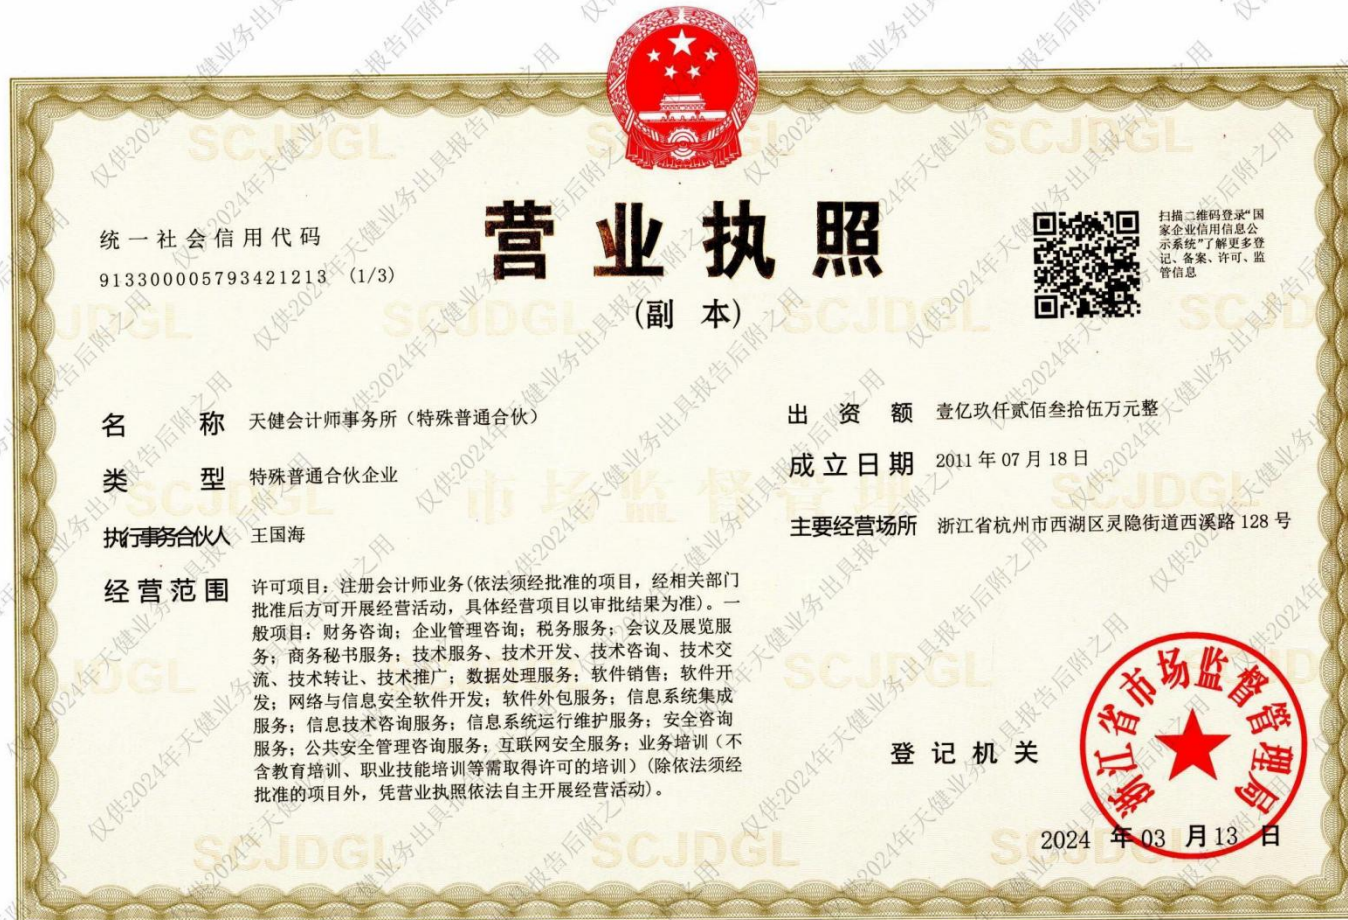 营业执照
(副 本)
统一社会信用代码
913300005793421213 (1/3)
扫描二维码登录“国
家企业信用信息公
示系统”了解更多登
记、备案、许可、监
管信息
名 称 天健会计师事务所（特殊普通合伙）
类 型 特殊普通合伙企业
执行事务合伙人 王国海
经营范围 许可项目：注册会计师业务(依法须经批准的项目，经相关部门
批准后方可开展经营活动，具体经营项目以审批结果为准)。一
般项目：财务咨询；企业管理咨询；税务服务；会议及展览服
务；商务秘书服务；技术服务、技术开发、技术咨询、技术交
流、技术转让、技术推广；数据处理服务；软件销售；软件开
发；网络与信息安全软件开发；软件外包服务；信息系统集成
服务；信息技术咨询服务；信息系统运行维护服务；安全咨询
服务；公共安全管理咨询服务；互联网安全服务；业务培训（不
含教育培训、职业技能培训等需取得许可的培训）(除依法须经
批准的项目外，凭营业执照依法自主开展经营活动)。
出 资 额 壹亿玖仟贰佰叁拾伍万元整
成立日期 2011 年 07 月 18 日
主要经营场所 浙江省杭州市西湖区灵隐街道西溪路 128 号
登记机关
浙江省市场监督管理局
2024 年 03 月 13 日
仅供2024年天健业务出具报告后附之用
SCJDGL
市场监督管理